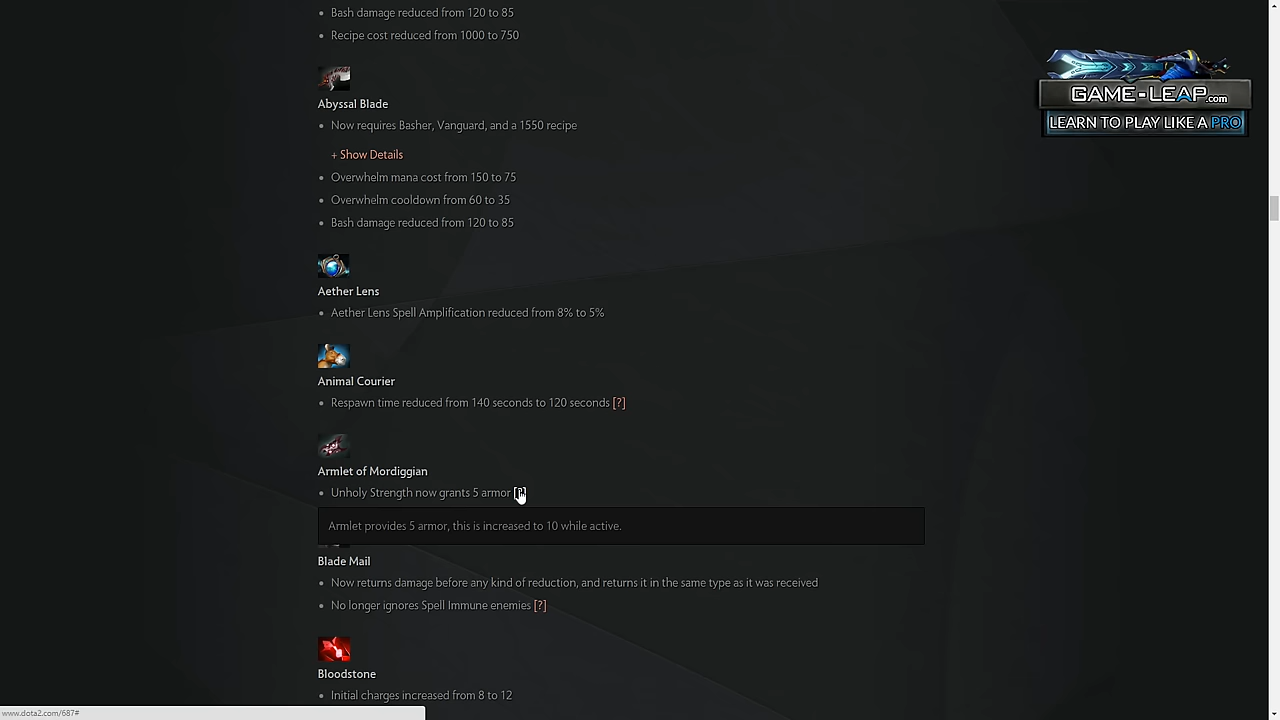 Bash damage reduced from 120 to 85
Recipe cost reduced from 1000 to 750
Abyssal Blade
Now requires Basher, Vanguard, and a 1550 recipe
+ Show Details
Overwhelm mana cost from 150 to 75
Overwhelm cooldown from 60 to 35
Bash damage reduced from 120 to 85
Aether Lens
Aether Lens Spell Amplification reduced from 8% to 5%
Animal Courier
Respawn time reduced from 140 seconds to 120 seconds [?]
Armlet of Mordiggian
Unholy Strength now grants 5 armor
Armlet provides 5 armor, this is increased to 10 while active.
Blade Mail
Now returns damage before any kind of reduction, and returns it in the same type as it was received
No longer ignores Spell Immune enemies [?]
Bloodstone
Initial charges increased from 8 to 12
www.dota2.com/687#
GAME-LEAP.com
LEARN TO PLAY LIKE A PRO